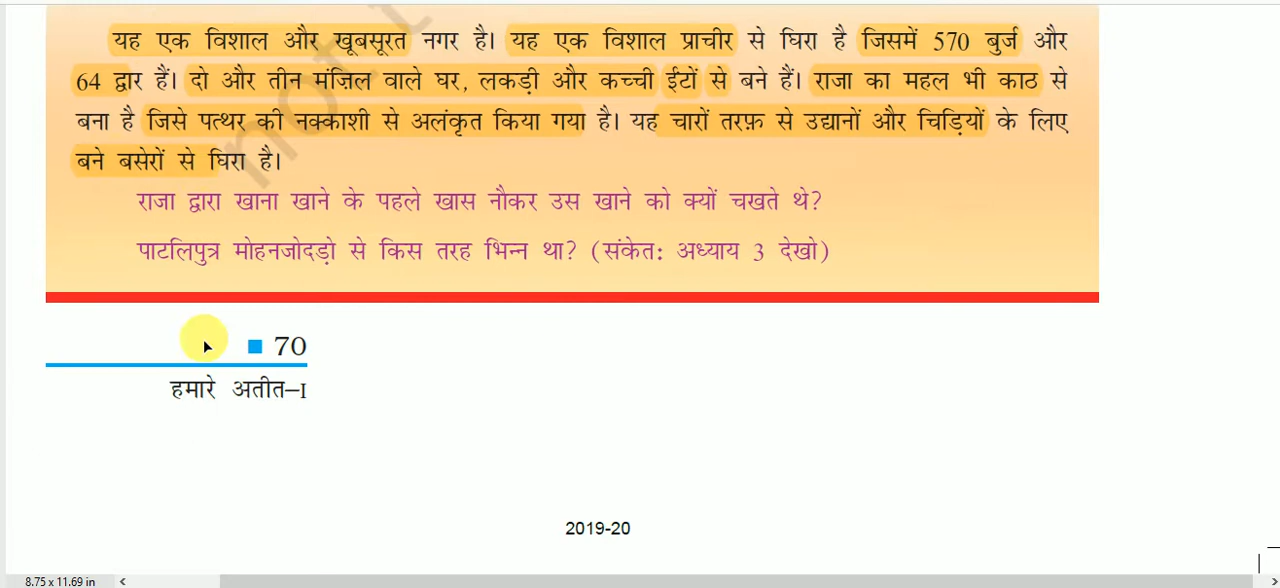 यह एक विशाल और खूबसूरत नगर है। यह एक विशाल प्राचीर से घिरा है जिसमें 570 बुर्ज और
64 द्वार हैं। दो और तीन मंज़िल वाले घर, लकड़ी और कच्ची ईंटों से बने हैं। राजा का महल भी काठ से
बना है जिसे पत्थर की नक्काशी से अलंकृत किया गया है। यह चारों तरफ़ से उद्यानों और चिड़ियों के लिए
बने बसेरों से घिरा है।
राजा द्वारा खाना खाने के पहले खास नौकर उस खाने को क्यों चखते थे?
पाटलिपुत्र मोहनजोदड़ो से किस तरह भिन्न था? (संकेत: अध्याय 3 देखो)
■ 70
हमारे अतीत–I
2019-20
8.75 x 11.69 in